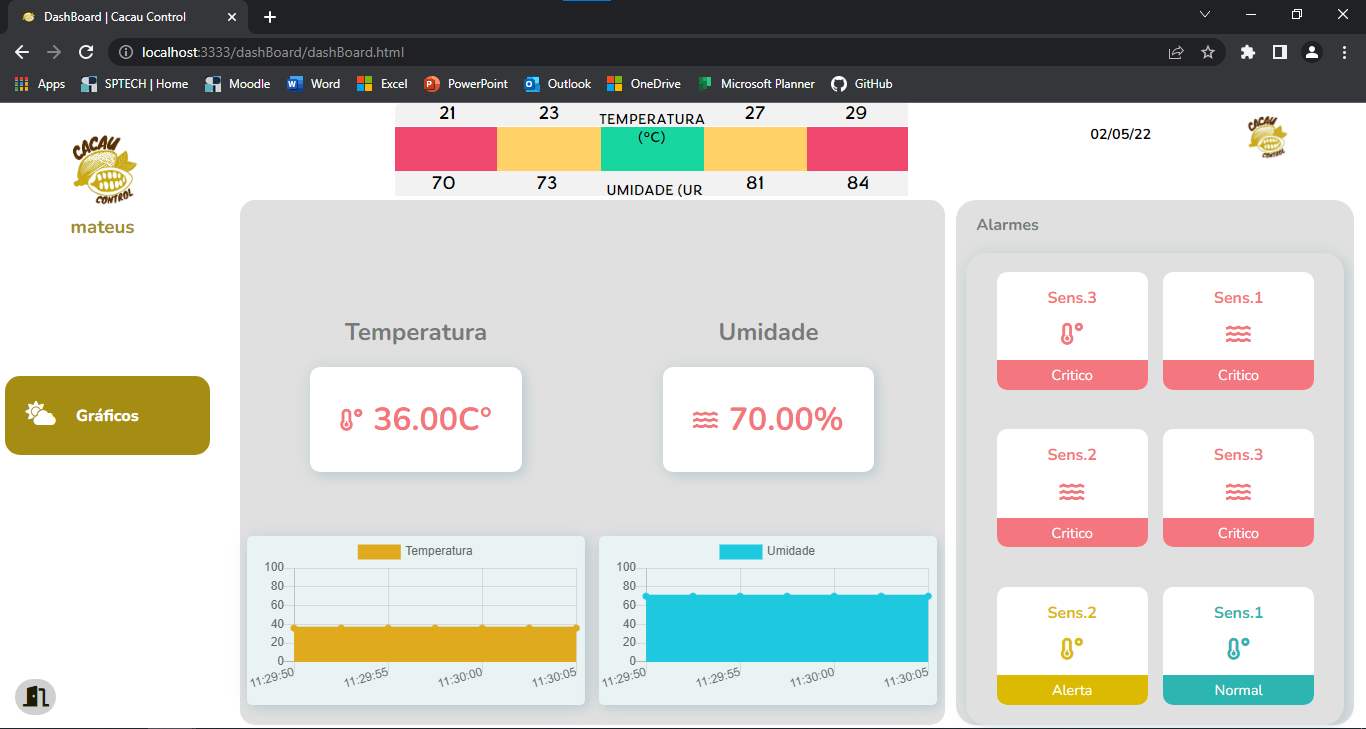 DashBoard | Cacau Control
localhost:3333/dashBoard/dashBoard.html
Apps SPTECH | Home Moodle Word Excel PowerPoint Outlook OneDrive Microsoft Planner GitHub
CACAU
CONTROL
mateus
Gráficos
21 23 TEMPERATURA 27 29
(°C)
70 73 UMIDADE (UR 81 84
02/05/22
CACAU
CONTROL
Temperatura
36.00C°
Umidade
70.00%
Temperatura
100
80
60
40
20
0
11:29:50 11:29:55 11:30:00 11:30:05
Umidade
100
80
60
40
20
0
11:29:50 11:29:55 11:30:00 11:30:05
Alarmes
Sens.3
Critico
Sens.1
Critico
Sens.2
Critico
Sens.3
Critico
Sens.2
Alerta
Sens.1
Normal